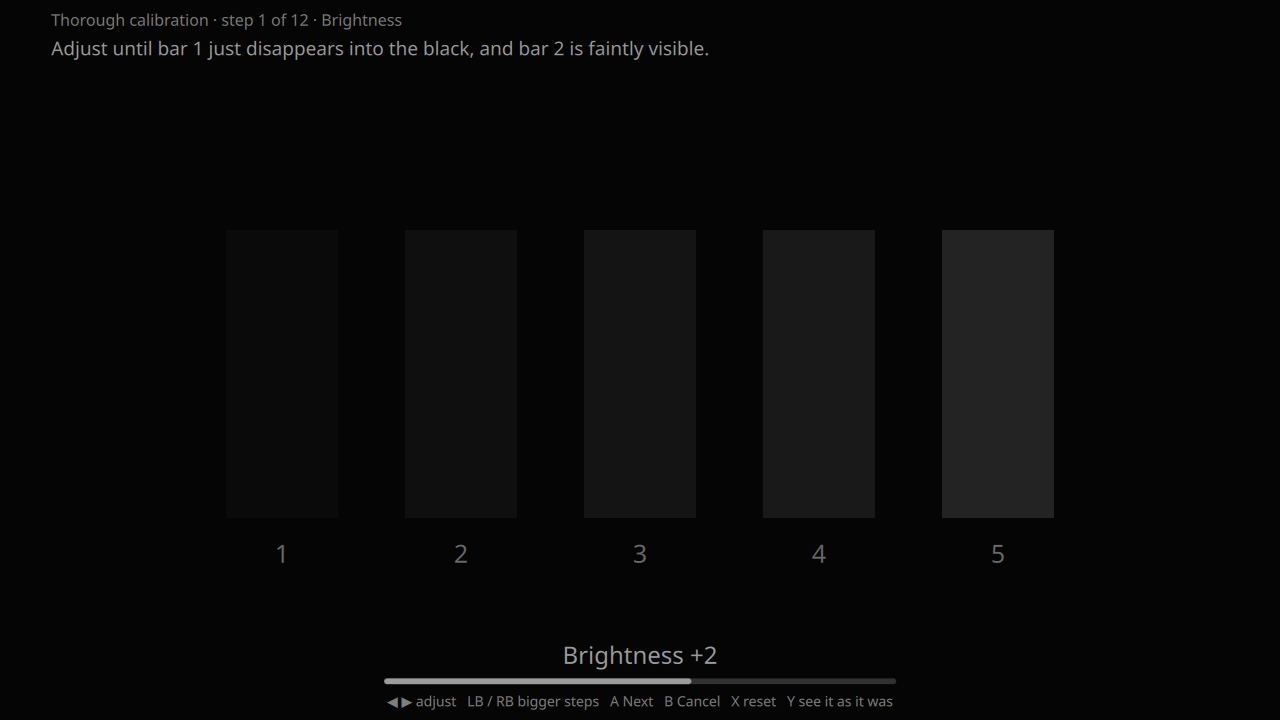 Thorough calibration · step 1 of 12 · Brightness
Adjust until bar 1 just disappears into the black, and bar 2 is faintly visible.
1 2 3 4 5
Brightness +2
◀ ▶ adjust LB / RB bigger steps A Next B Cancel X reset Y see it as it was